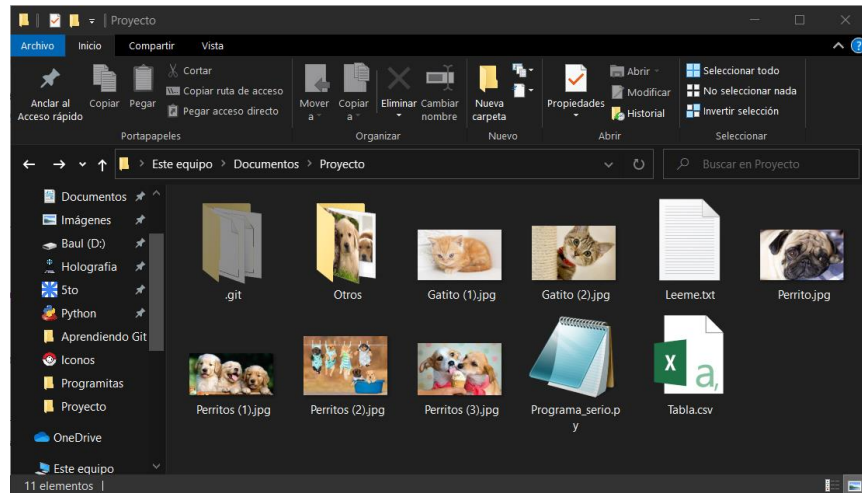 Proyecto
Archivo Inicio Compartir Vista
Anclar al
Acceso rápido
Copiar
Pegar
Cortar
Copiar ruta de acceso
Pegar acceso directo
Portapapeles
Mover
a
Copiar
a
Eliminar
Cambiar
nombre
Organizar
Nueva
carpeta
Nuevo
Propiedades
Abrir
Modificar
Historial
Abrir
Seleccionar todo
No seleccionar nada
Invertir selección
Seleccionar
Este equipo > Documentos > Proyecto
Buscar en Proyecto
Documentos
Imágenes
Baul (D:)
Holografia
5to
Python
Aprendiendo Git
Iconos
Programitas
Proyecto
OneDrive
Este equipo
.git
Otros
Gatito (1).jpg
Gatito (2).jpg
Leeme.txt
Perrito.jpg
Perritos (1).jpg
Perritos (2).jpg
Perritos (3).jpg
Programa_serio.p
y
X a,
Tabla.csv
11 elementos